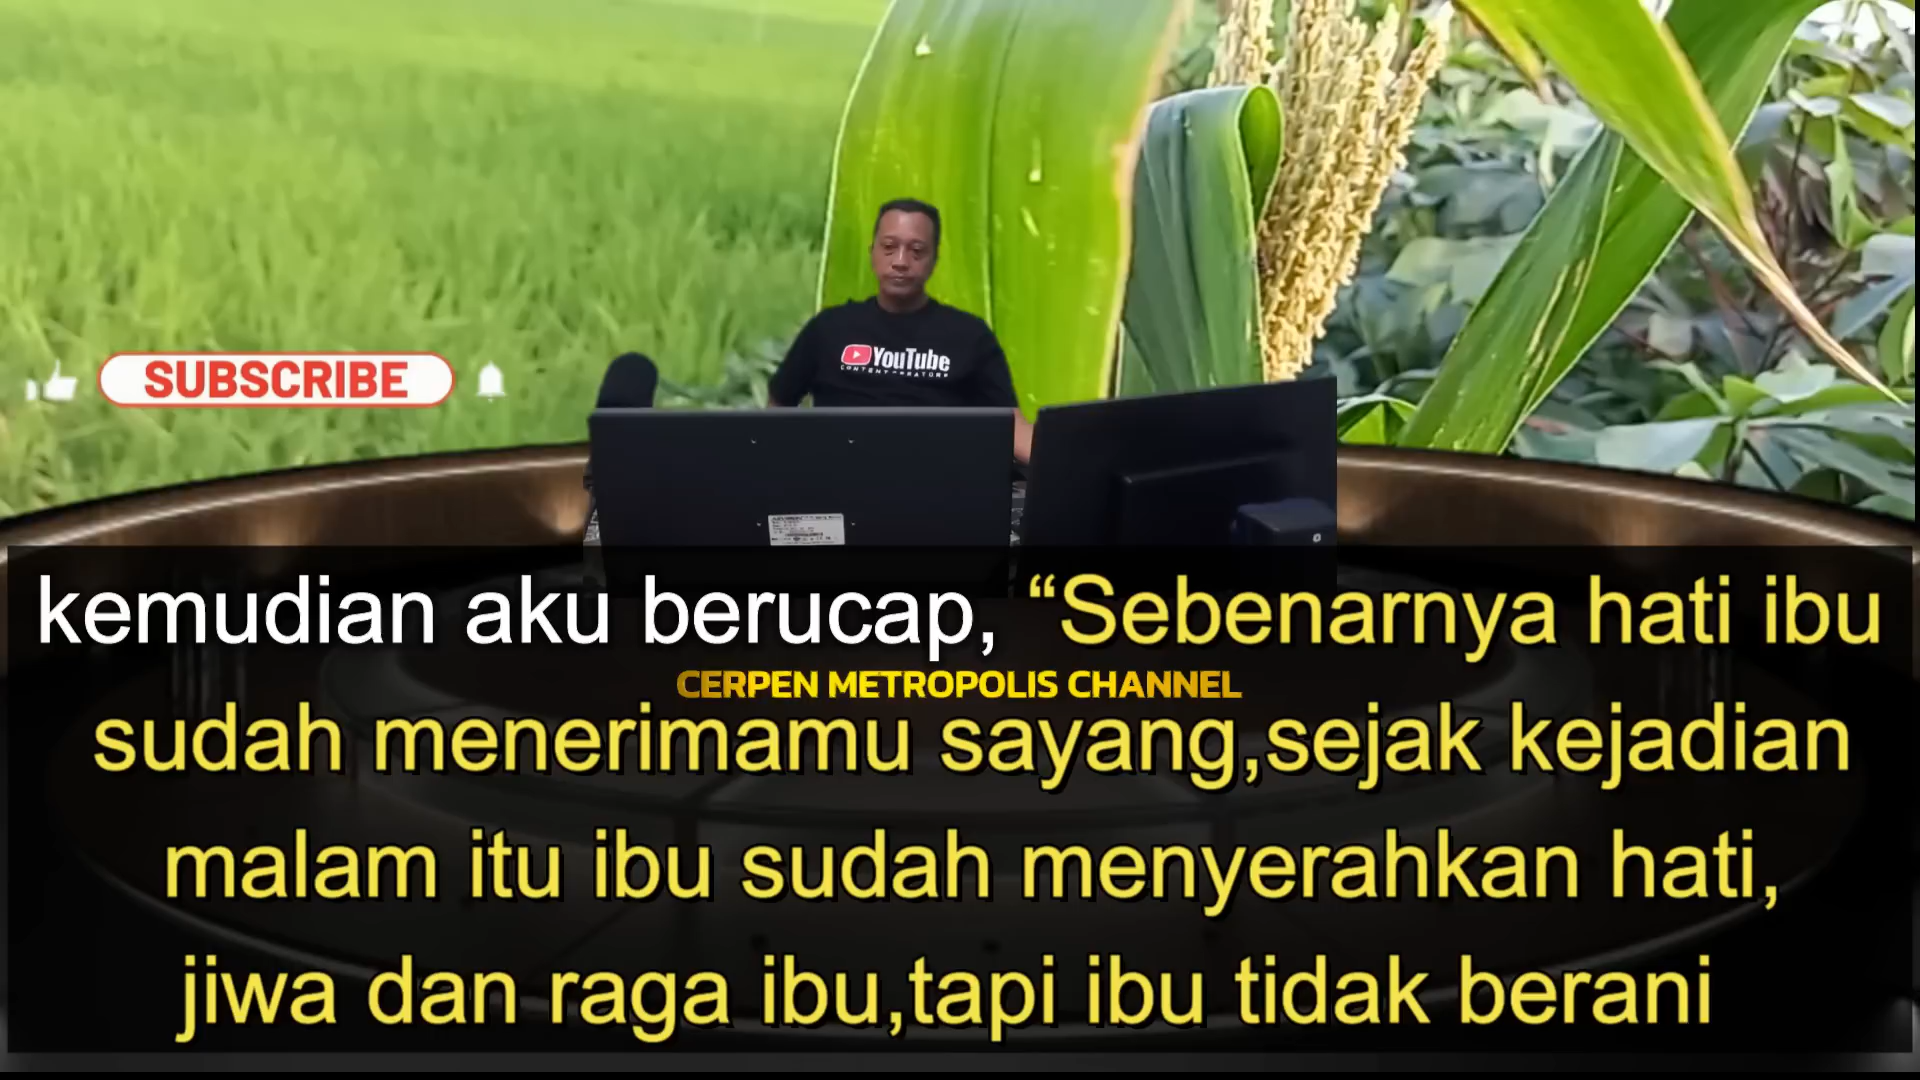 YouTube
SUBSCRIBE
kemudian aku berucap, “Sebenarnya hati ibu
CERPEN METROPOLIS CHANNEL
sudah menerimamu sayang,sejak kejadian
malam itu ibu sudah menyerahkan hati,
jiwa dan raga ibu,tapi ibu tidak berani